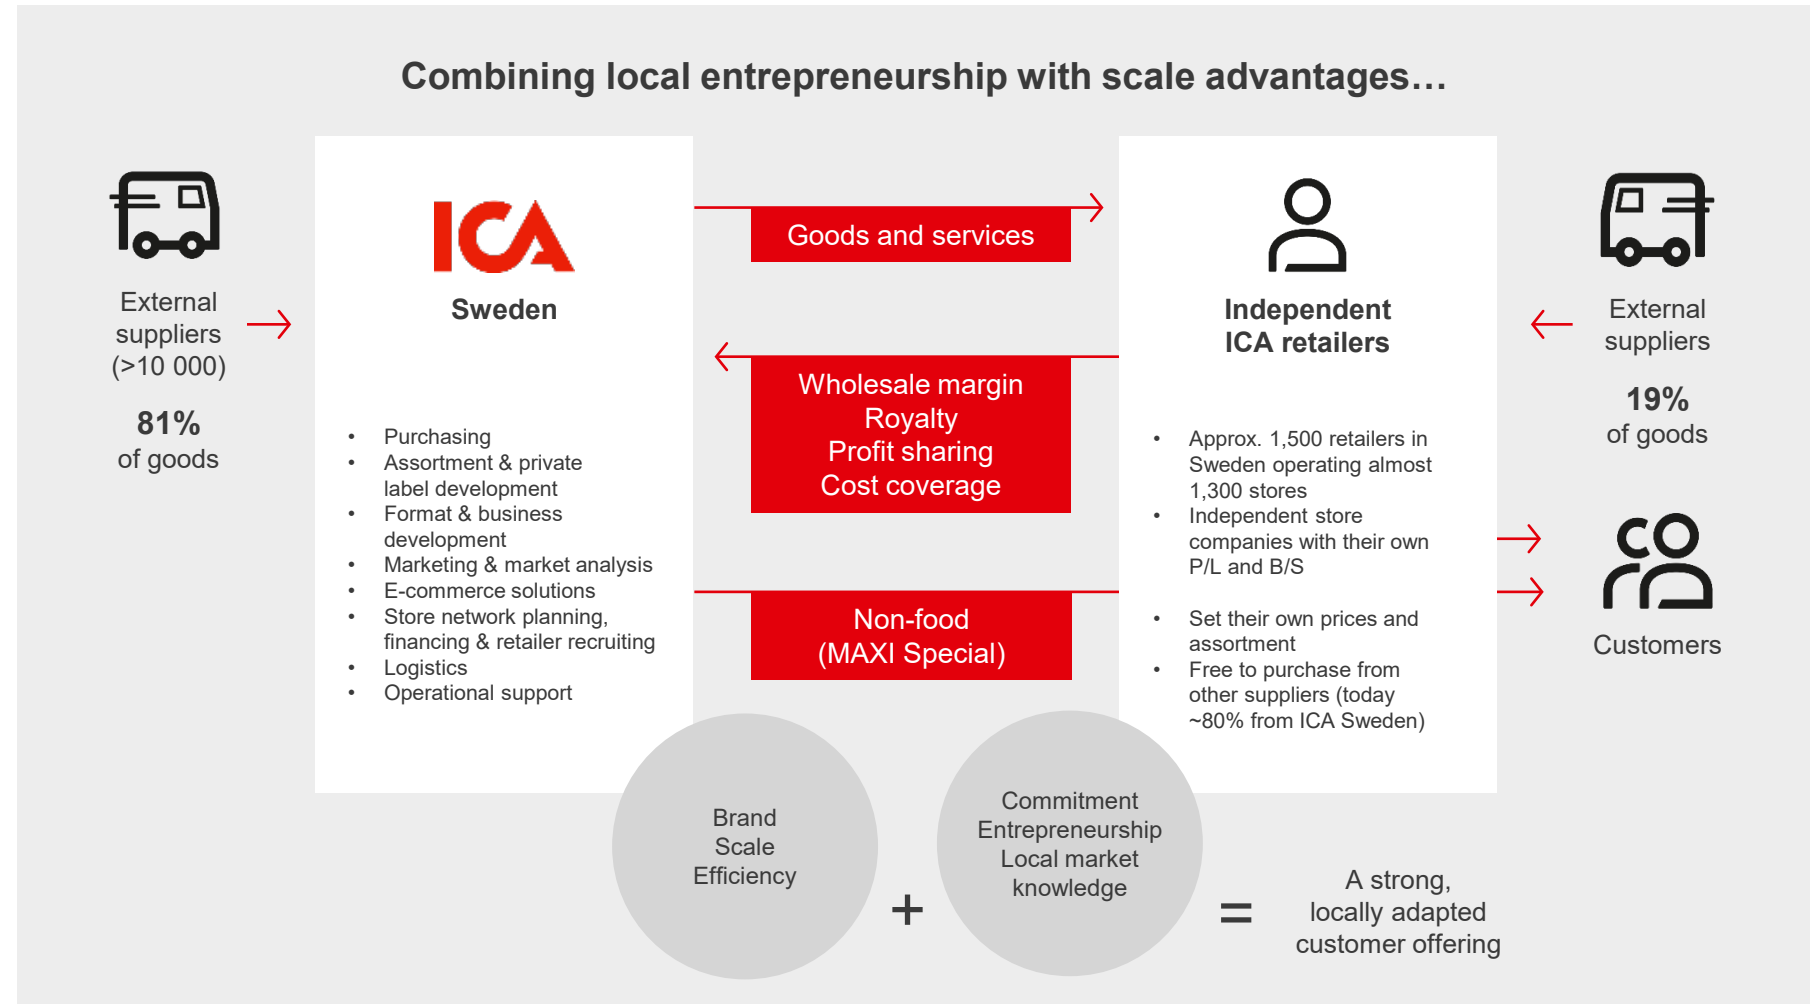 Combining local entrepreneurship with scale advantages…
External
suppliers
(>10 000)
81%
of goods
ICA
Sweden
• Purchasing
• Assortment & private
label development
• Format & business
development
• Marketing & market analysis
• E-commerce solutions
• Store network planning,
financing & retailer recruiting
• Logistics
• Operational support
Goods and services
Wholesale margin
Royalty
Profit sharing
Cost coverage
Non-food
(MAXI Special)
Independent
ICA retailers
• Approx. 1,500 retailers in
Sweden operating almost
1,300 stores
• Independent store
companies with their own
P/L and B/S
• Set their own prices and
assortment
• Free to purchase from
other suppliers (today
~80% from ICA Sweden)
External
suppliers
19%
of goods
Customers
Brand
Scale
Efficiency
+
Commitment
Entrepreneurship
Local market
knowledge
=
A strong,
locally adapted
customer offering